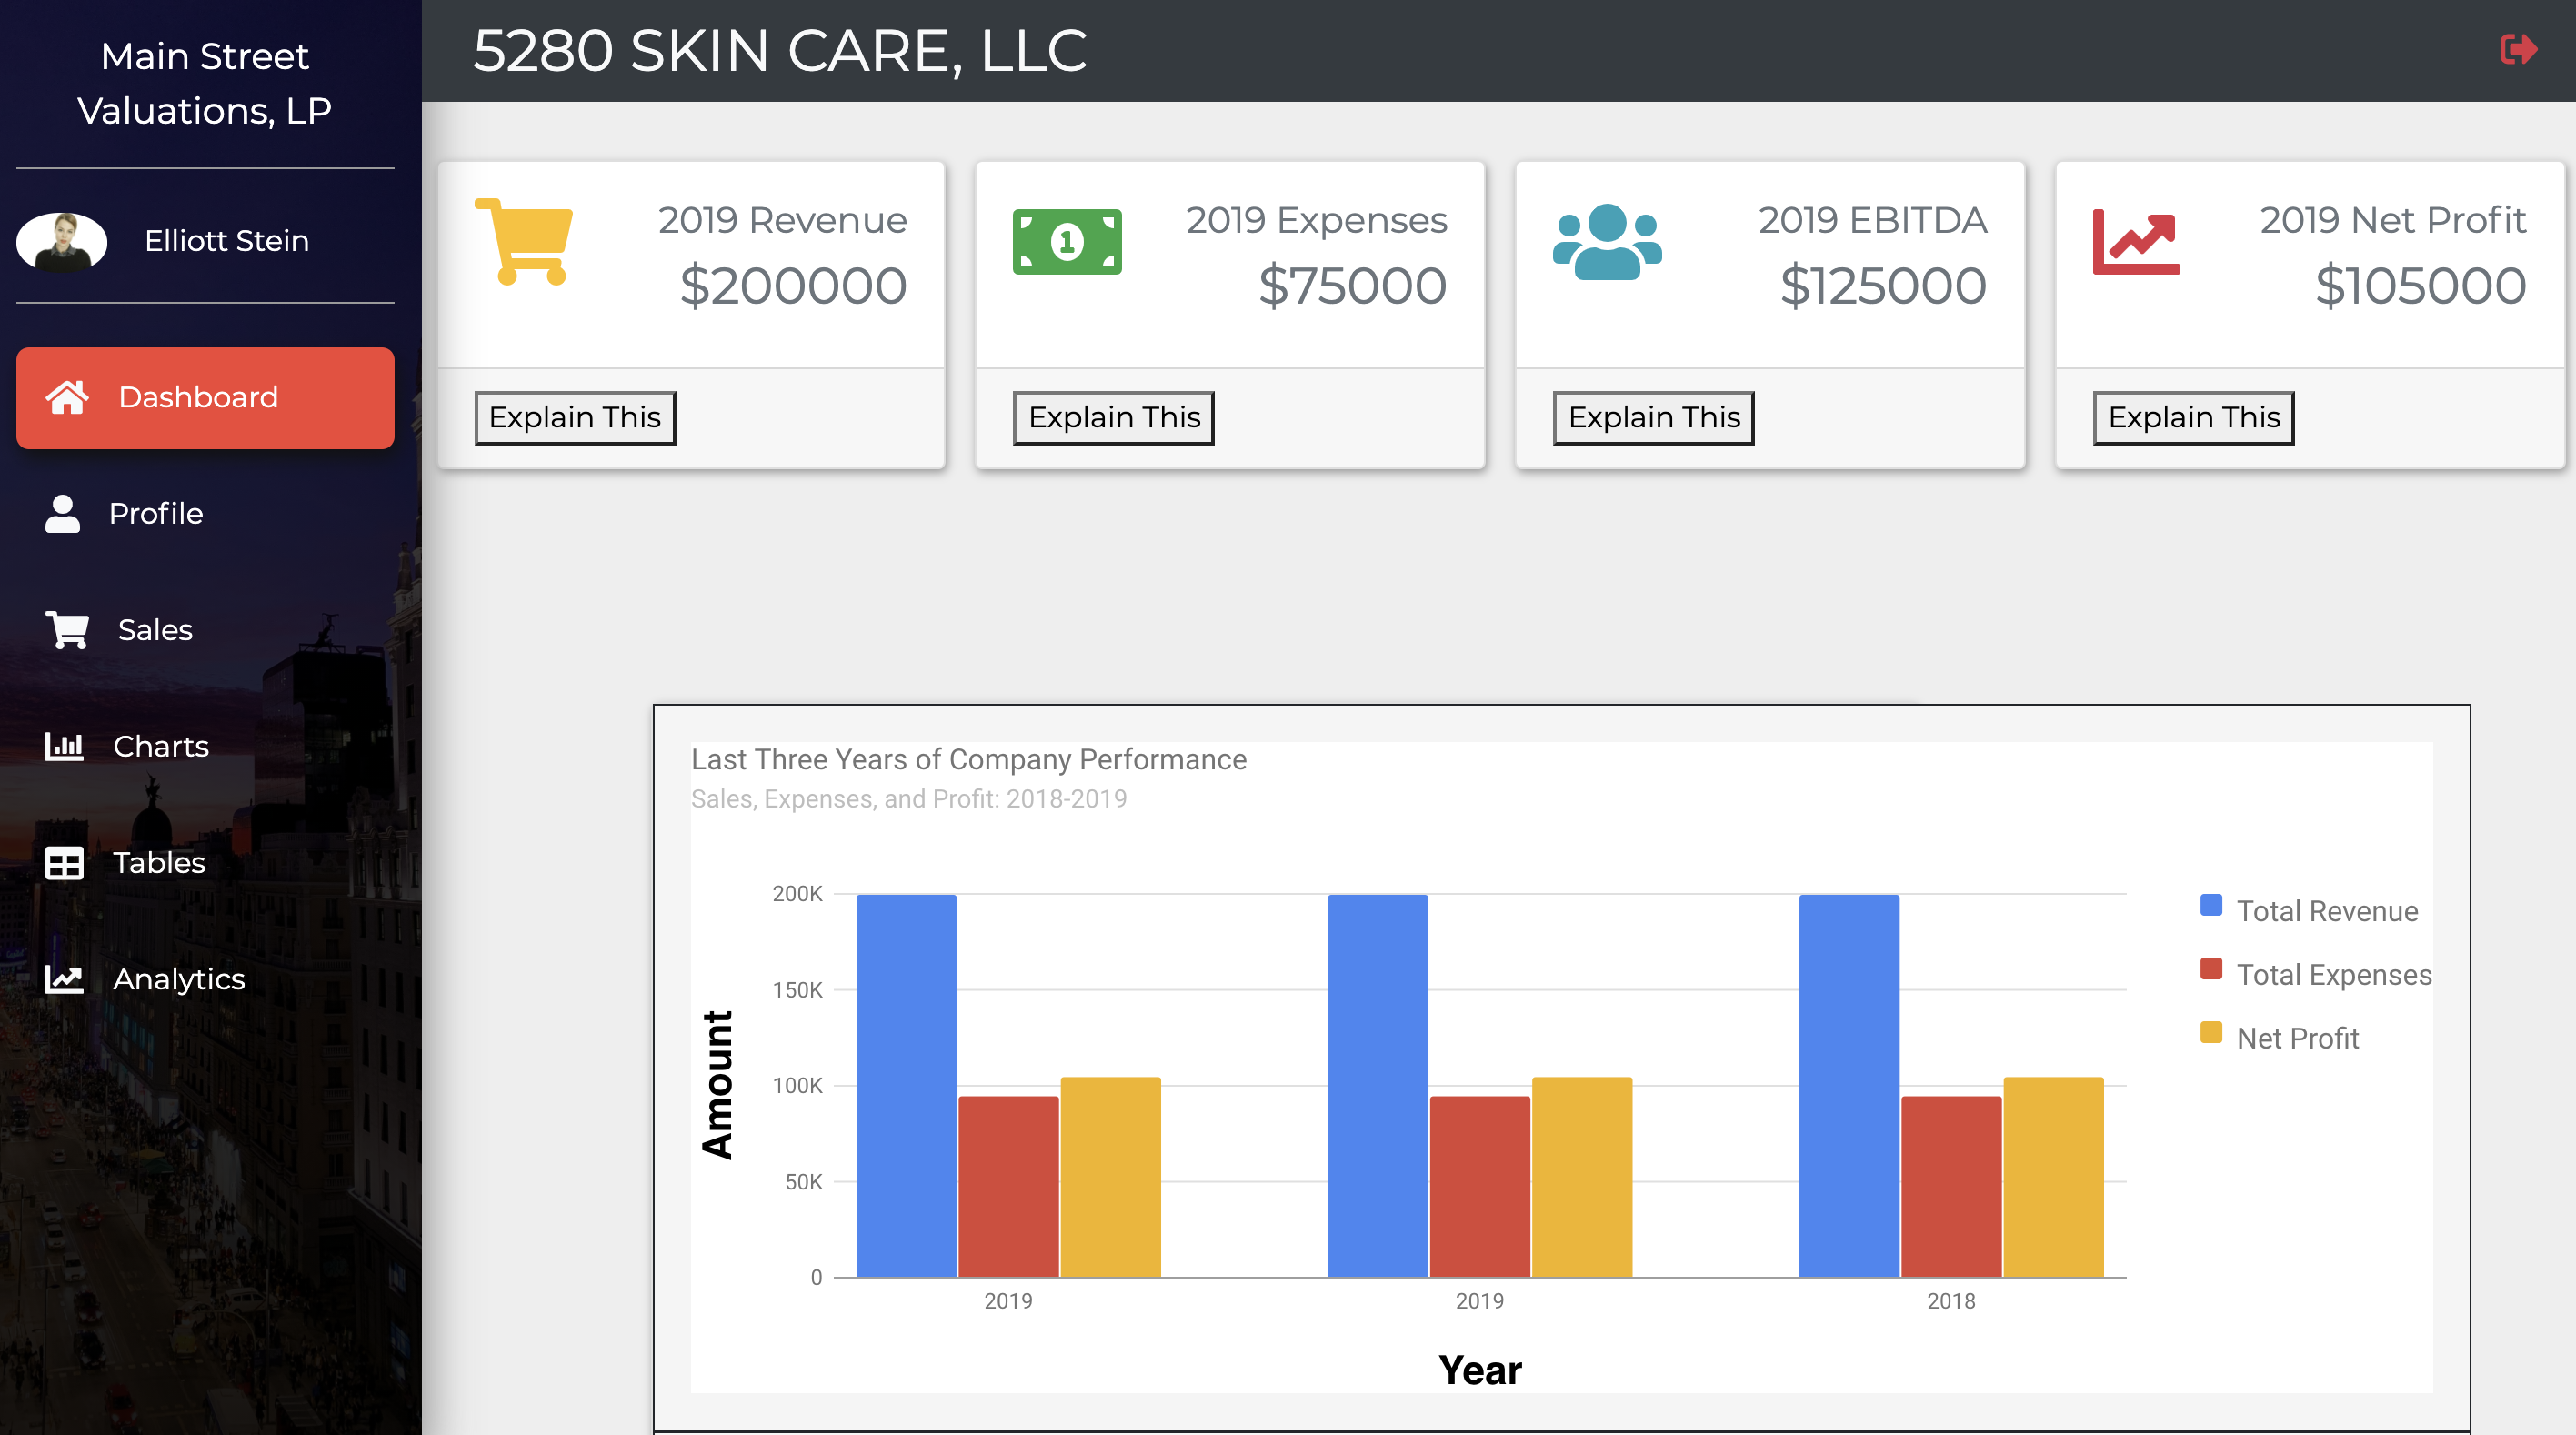 Main Street
Valuations, LP
Elliott Stein
Dashboard
Profile
Sales
Charts
Tables
Analytics
5280 SKIN CARE, LLC
2019 Revenue
$200000
Explain This
1
2019 Expenses
$75000
Explain This
2019 EBITDA
$125000
Explain This
2019 Net Profit
$105000
Explain This
Last Three Years of Company Performance
Sales, Expenses, and Profit: 2018-2019
Amount
200K
150K
100K
50K
0
2019
2019
2018
Year
Total Revenue
Total Expenses
Net Profit